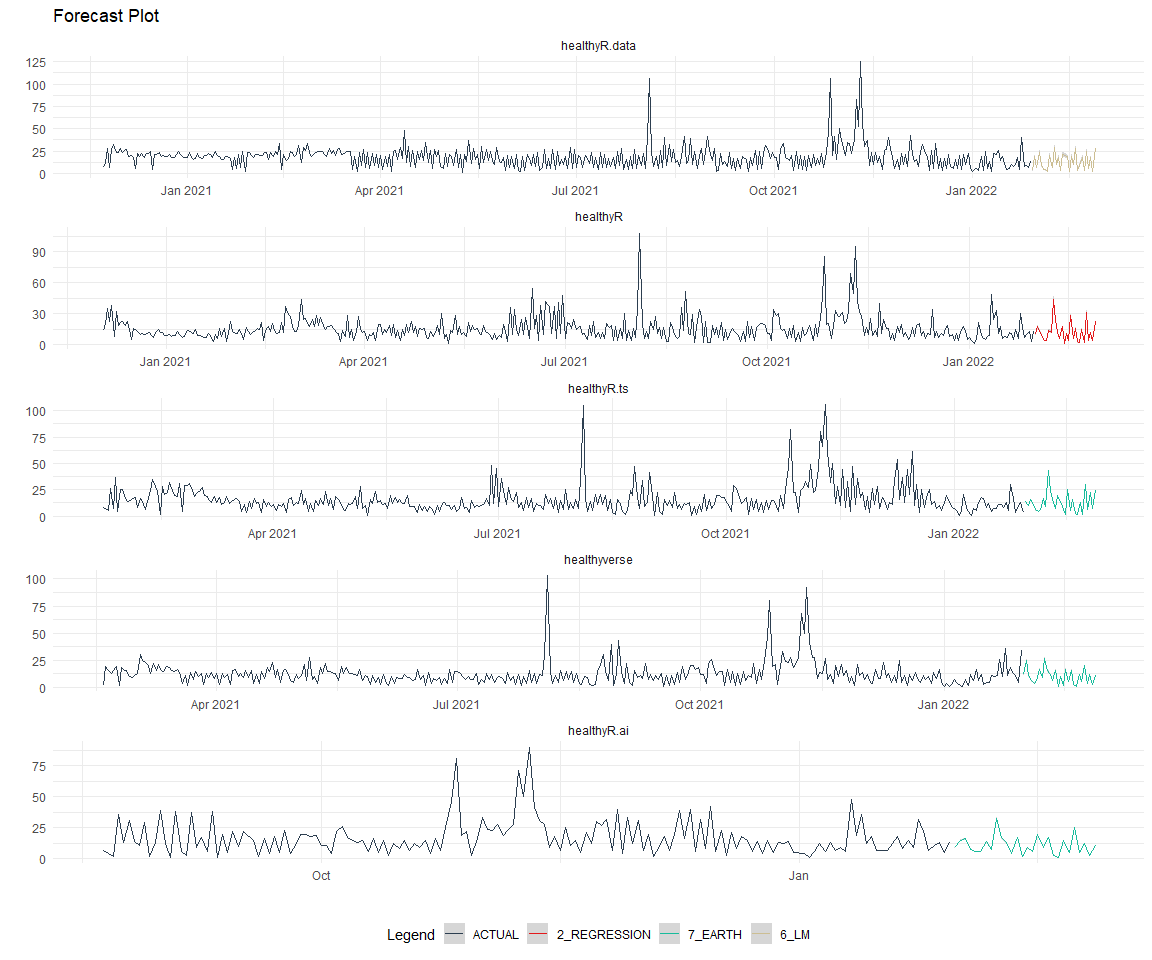 Forecast Plot
healthyR.data
125
100
75
50
25
0
Jan 2021 Apr 2021 Jul 2021 Oct 2021 Jan 2022
healthyR
90
60
30
0
Jan 2021 Apr 2021 Jul 2021 Oct 2021 Jan 2022
healthyR.ts
100
75
50
25
0
Apr 2021 Jul 2021 Oct 2021 Jan 2022
healthyverse
100
75
50
25
0
Apr 2021 Jul 2021 Oct 2021 Jan 2022
healthyR.ai
75
50
25
0
Oct Jan
Legend ACTUAL 2_REGRESSION 7_EARTH 6_LM